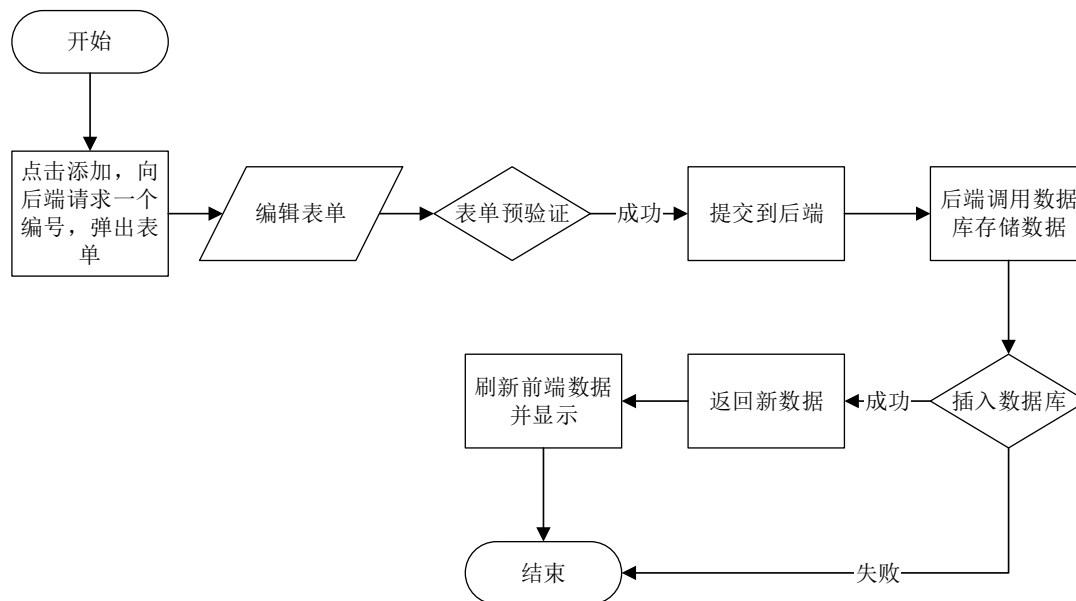 开始
点击添加，向
后端请求一个
编号，弹出表
单
编辑表单
表单预验证
成功
提交到后端
后端调用数据
库存储数据
刷新前端数据
并显示
返回新数据
成功
插入数据库
结束
失败